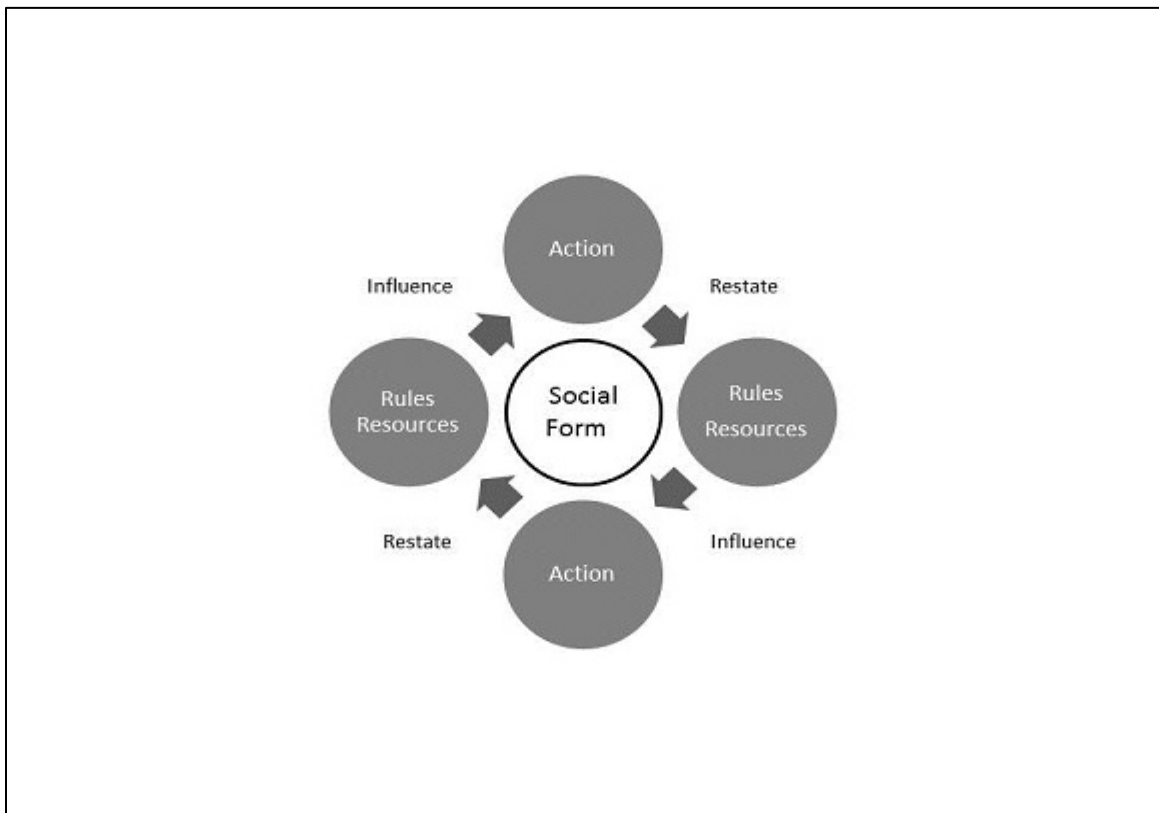 Action
Influence
Restate
Rules
Resources
Social
Form
Rules
Resources
Restate
Influence
Action